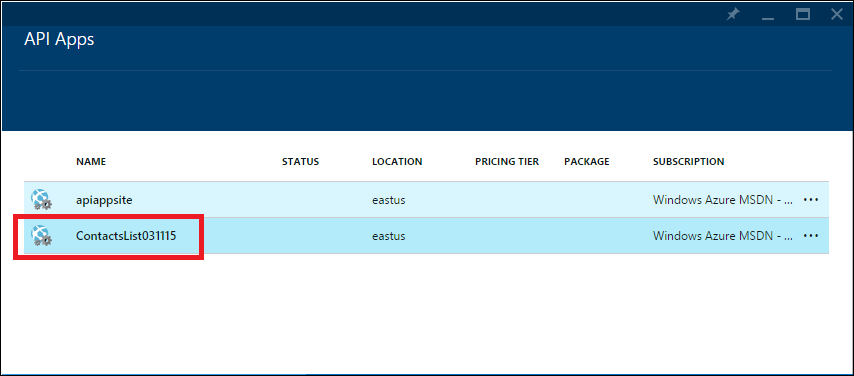 API Apps
NAME STATUS LOCATION PRICING TIER PACKAGE SUBSCRIPTION
apiappsite eastus Windows Azure MSDN - ... ...
ContactsList031115 eastus Windows Azure MSDN - ... ...